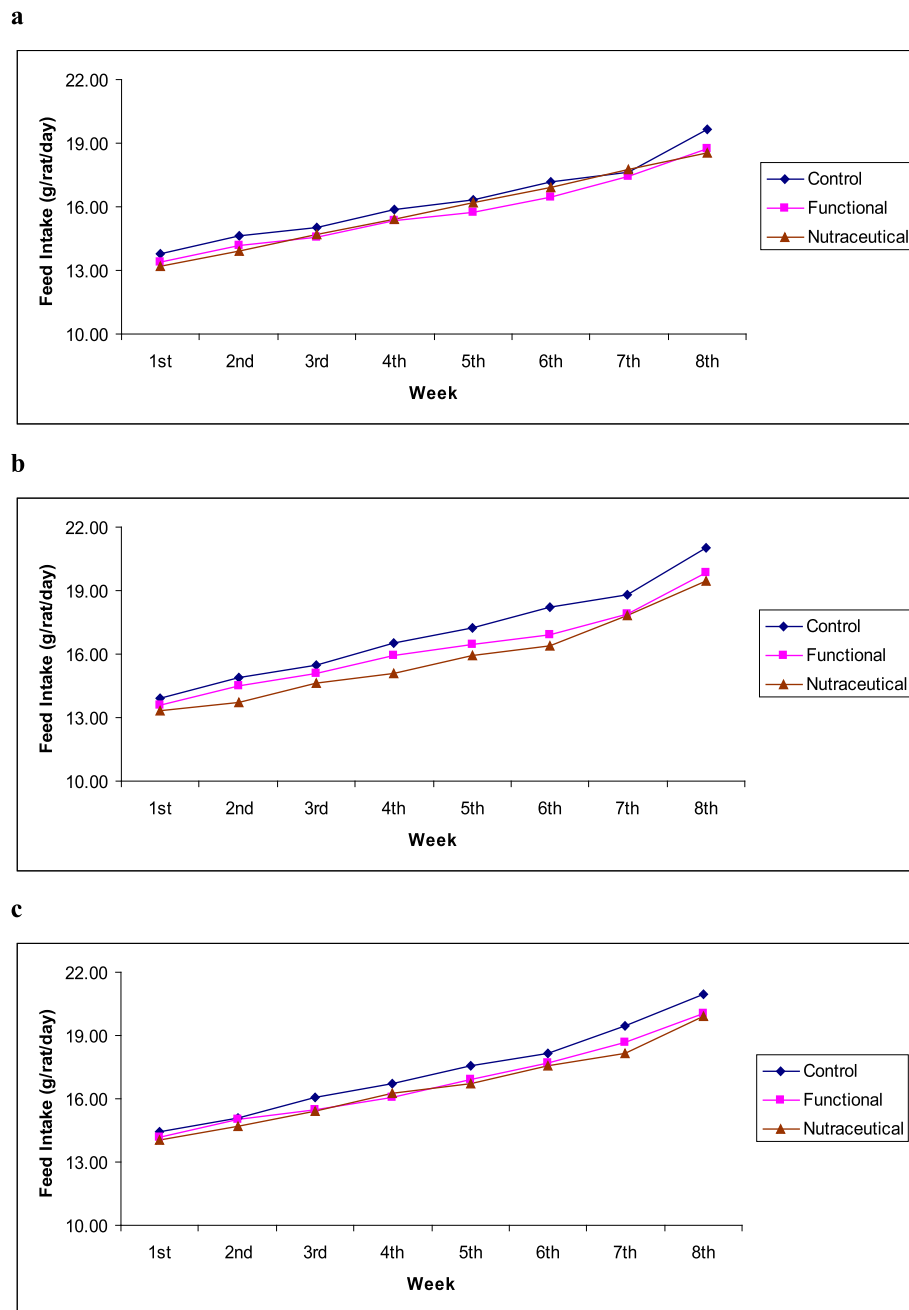 a
22.00
19.00
16.00
13.00
10.00
Feed Intake (g/rat/day)
1st 2nd 3rd 4th 5th 6th 7th 8th
Week
Control
Functional
Nutraceutical
b
22.00
19.00
16.00
13.00
10.00
Feed Intake (g/rat/day)
1st 2nd 3rd 4th 5th 6th 7th 8th
Week
Control
Functional
Nutraceutical
c
22.00
19.00
16.00
13.00
10.00
Feed Intake (g/rat/day)
1st 2nd 3rd 4th 5th 6th 7th 8th
Week
Control
Functional
Nutraceutical